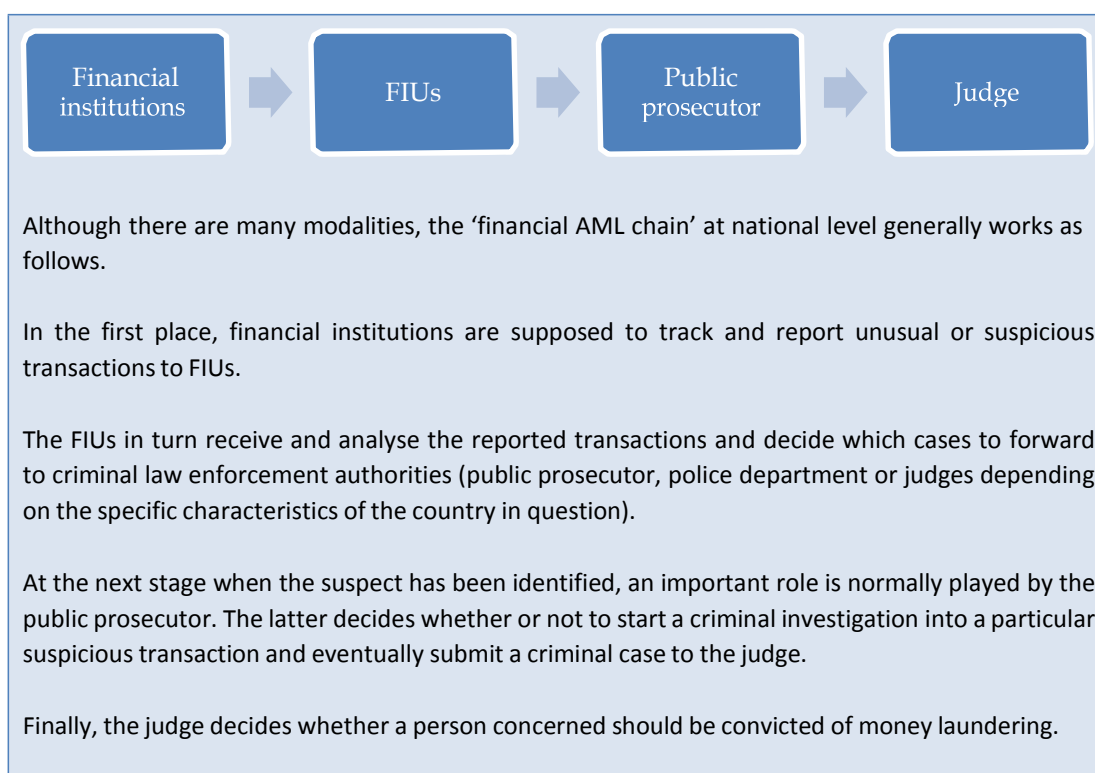 Financial
institutions
FIUs
Public
prosecutor
Judge
Although there are many modalities, the ‘financial AML chain’ at national level generally works as
follows.
In the first place, financial institutions are supposed to track and report unusual or suspicious
transactions to FIUs.
The FIUs in turn receive and analyse the reported transactions and decide which cases to forward
to criminal law enforcement authorities (public prosecutor, police department or judges depending
on the specific characteristics of the country in question).
At the next stage when the suspect has been identified, an important role is normally played by the
public prosecutor. The latter decides whether or not to start a criminal investigation into a particular
suspicious transaction and eventually submit a criminal case to the judge.
Finally, the judge decides whether a person concerned should be convicted of money laundering.